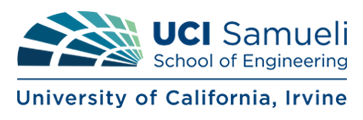 UCI Samueli
School of Engineering
University of California, Irvine